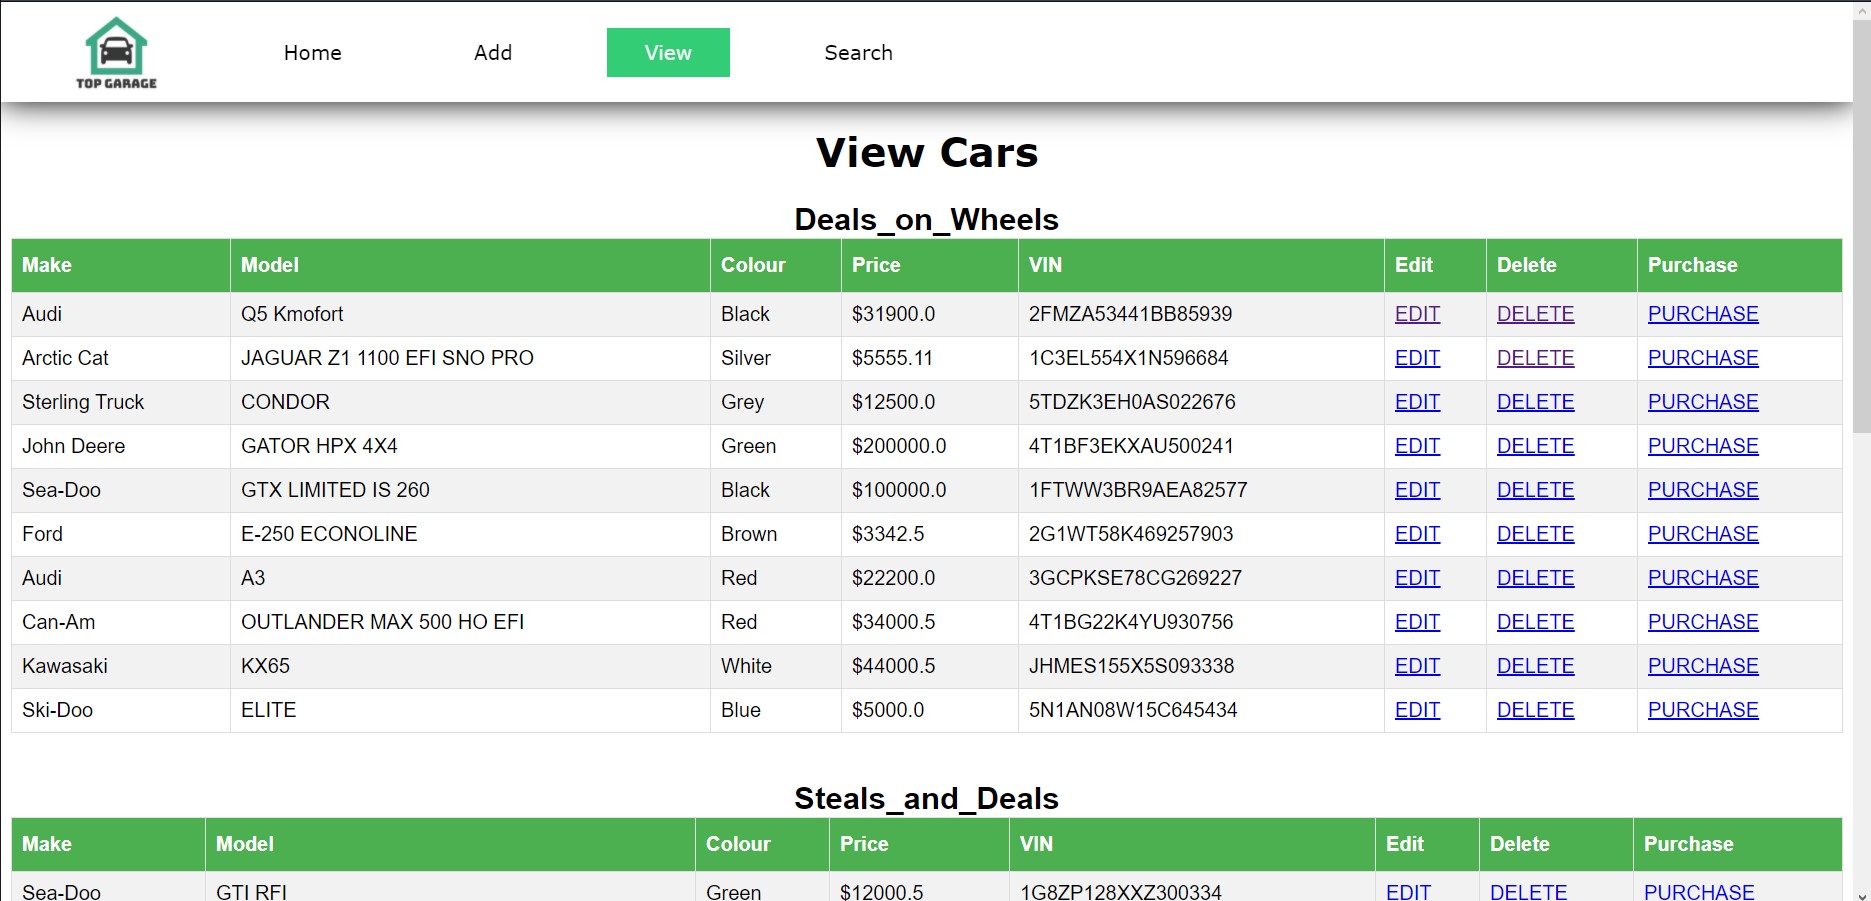 TOP GARAGE
Home Add View Search
View Cars
Deals_on_Wheels
Make Model Colour Price VIN Edit Delete Purchase
Audi Q5 Kmofort Black $31900.0 2FMZA53441BB85939 EDIT DELETE PURCHASE
Arctic Cat JAGUAR Z1 1100 EFI SNO PRO Silver $5555.11 1C3EL554X1N596684 EDIT DELETE PURCHASE
Sterling Truck CONDOR Grey $12500.0 5TDZK3EH0AS022676 EDIT DELETE PURCHASE
John Deere GATOR HPX 4X4 Green $200000.0 4T1BF3EKXAU500241 EDIT DELETE PURCHASE
Sea-Doo GTX LIMITED IS 260 Black $100000.0 1FTWW3BR9AEA82577 EDIT DELETE PURCHASE
Ford E-250 ECONOLINE Brown $3342.5 2G1WT58K469257903 EDIT DELETE PURCHASE
Audi A3 Red $22200.0 3GCPKSE78CG269227 EDIT DELETE PURCHASE
Can-Am OUTLANDER MAX 500 HO EFI Red $34000.5 4T1BG22K4YU930756 EDIT DELETE PURCHASE
Kawasaki KX65 White $44000.5 JHMES155X5S093338 EDIT DELETE PURCHASE
Ski-Doo ELITE Blue $5000.0 5N1AN08W15C645434 EDIT DELETE PURCHASE
Steals_and_Deals
Make Model Colour Price VIN Edit Delete Purchase
Sea-Doo GTI RFI Green $12000.5 1G8ZP128XXZ300334 EDIT DELETE PURCHASE